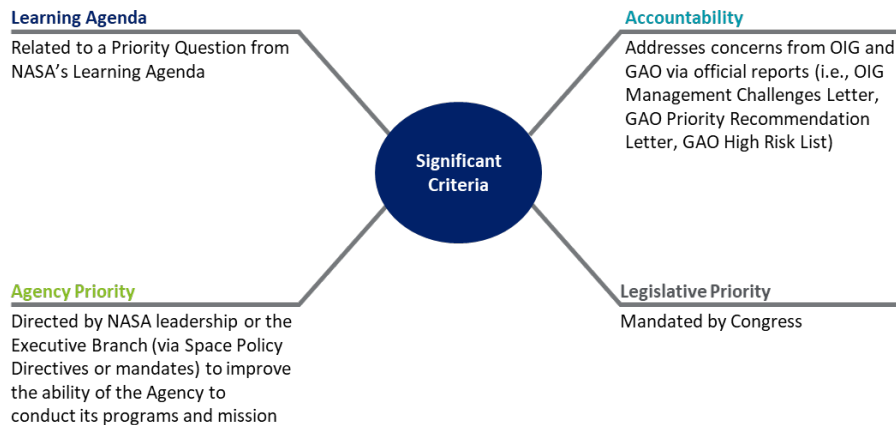 Learning Agenda
Related to a Priority Question from
NASA's Learning Agenda
Accountability
Addresses concerns from OIG and
GAO via official reports (i.e., OIG
Management Challenges Letter,
GAO Priority Recommendation
Letter, GAO High Risk List)
Significant
Criteria
Agency Priority
Directed by NASA leadership or the
Executive Branch (via Space Policy
Directives or mandates) to improve
the ability of the Agency to
conduct its programs and mission
Legislative Priority
Mandated by Congress